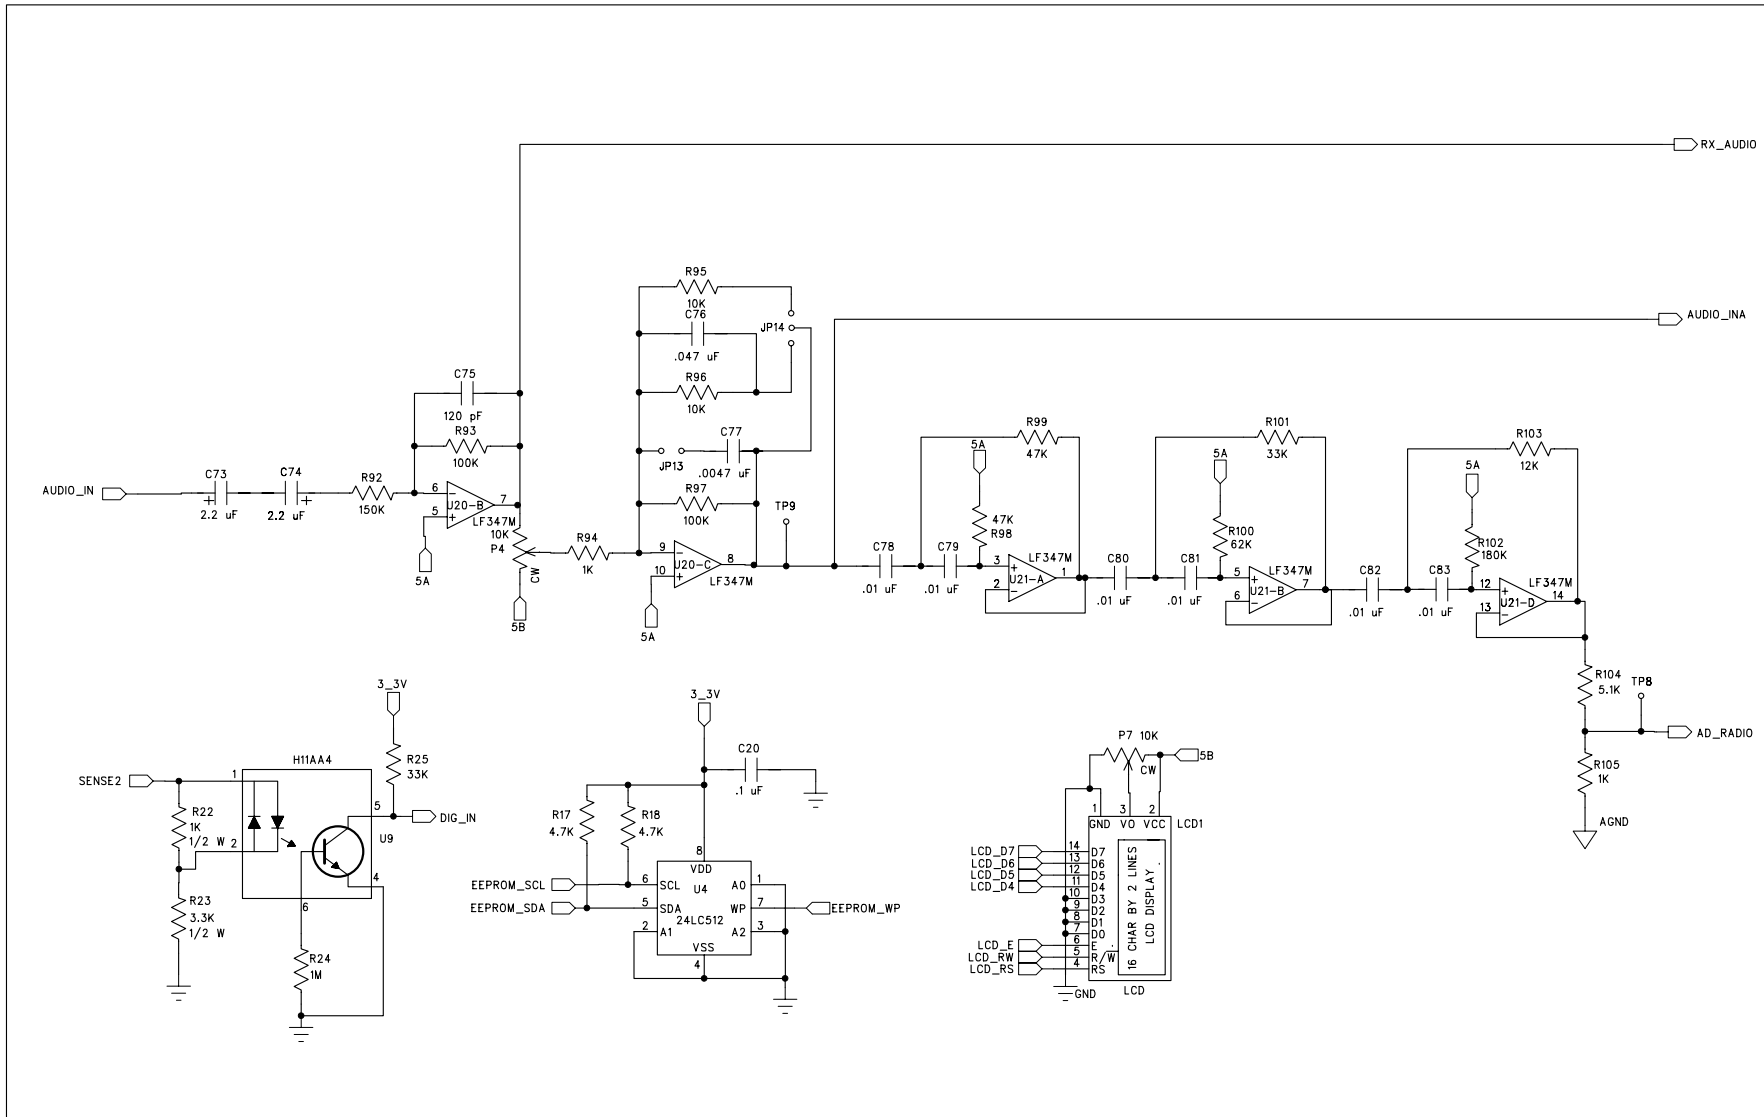 RX_AUDIO
R95
10K
C76
.047 uF
JP14
AUDIO_INA
R96
10K
C75
120 pF
R93
100K
JP13
C77
.0047 uF
R97
100K
TP9
R99
47K
R101
33K
R103
12K
5A
5A
5A
AUDIO_IN
C73
+
2.2 uF
C74
+
2.2 uF
R92
150K
6
−
5
+
U20-B
7
LF347M
5A
10K
P4
CW
5B
R94
1K
9
−
10
+
U20-C
8
LF347M
5A
C78
.01 uF
C79
.01 uF
47K
R98
3
+
2
−
U21-A
1
LF347M
C80
.01 uF
C81
.01 uF
R100
62K
5
+
6
−
U21-B
7
LF347M
C82
.01 uF
C83
.01 uF
R102
180K
12
+
13
−
U21-D
14
LF347M
R104
5.1K
TP8
AD_RADIO
R105
1K
AGND
3_3V
R25
33K
H11AA4
SENSE2
1
R22
1K
1/2 W
2
5
DIG_IN
U9
4
6
R23
3.3K
1/2 W
R24
1M
3_3V
C20
.1 uF
R17
4.7K
R18
4.7K
8
VDD
EEPROM_SCL
6
SCL
U4
A0
1
EEPROM_SDA
5
SDA
WP
7
EEPROM_WP
24LC512
2
A1
A2
3
VSS
4
P7 10K
CW
5B
1
3
2
GND
VO
VCC
LCD1
LCD_D7
14
D7
LCD_D6
13
D6
LCD_D5
12
D5
LCD_D4
11
D4
10
D3
9
D2
8
D1
7
D0
LCD_E
6
E
LCD_RW
5
R/W
LCD_RS
4
RS
16 CHAR BY 2 LINES
LCD DISPLAY .
GND
LCD